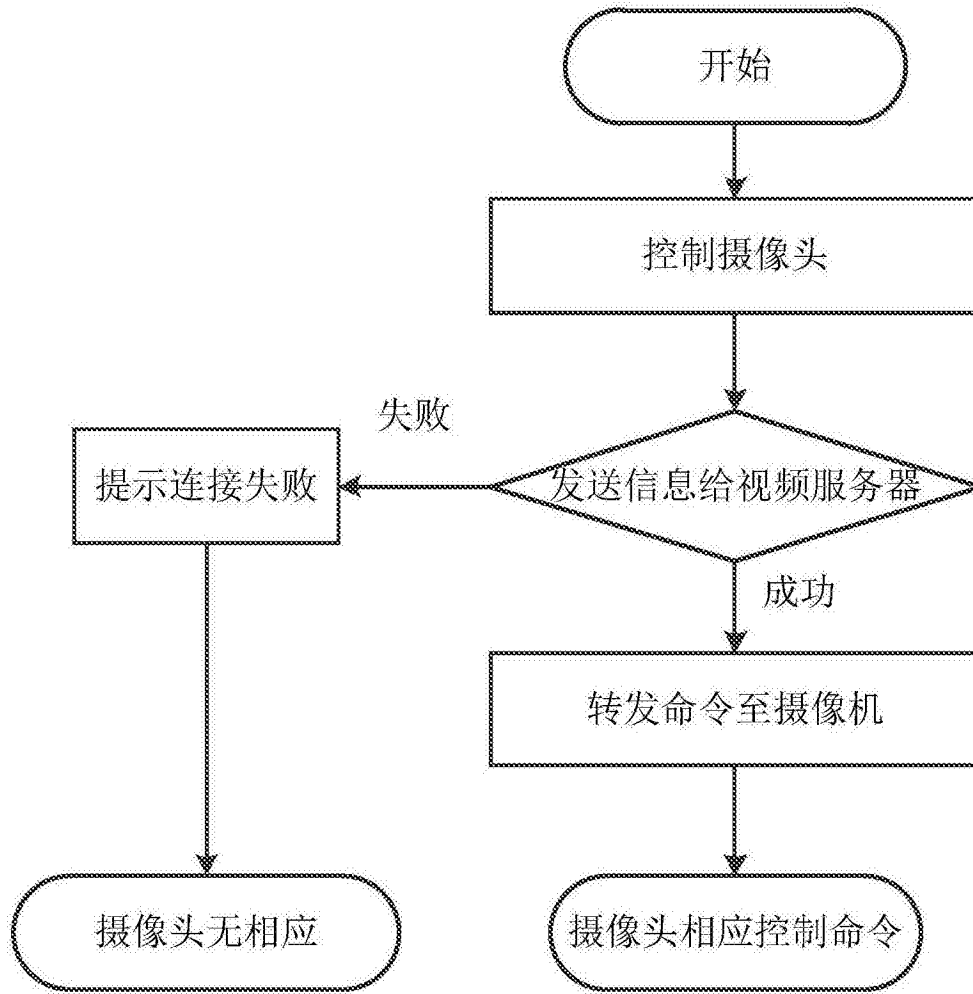 开始
控制摄像头
失败
提示连接失败
发送信息给视频服务器
成功
转发命令至摄像机
摄像头无相应
摄像头相应控制命令